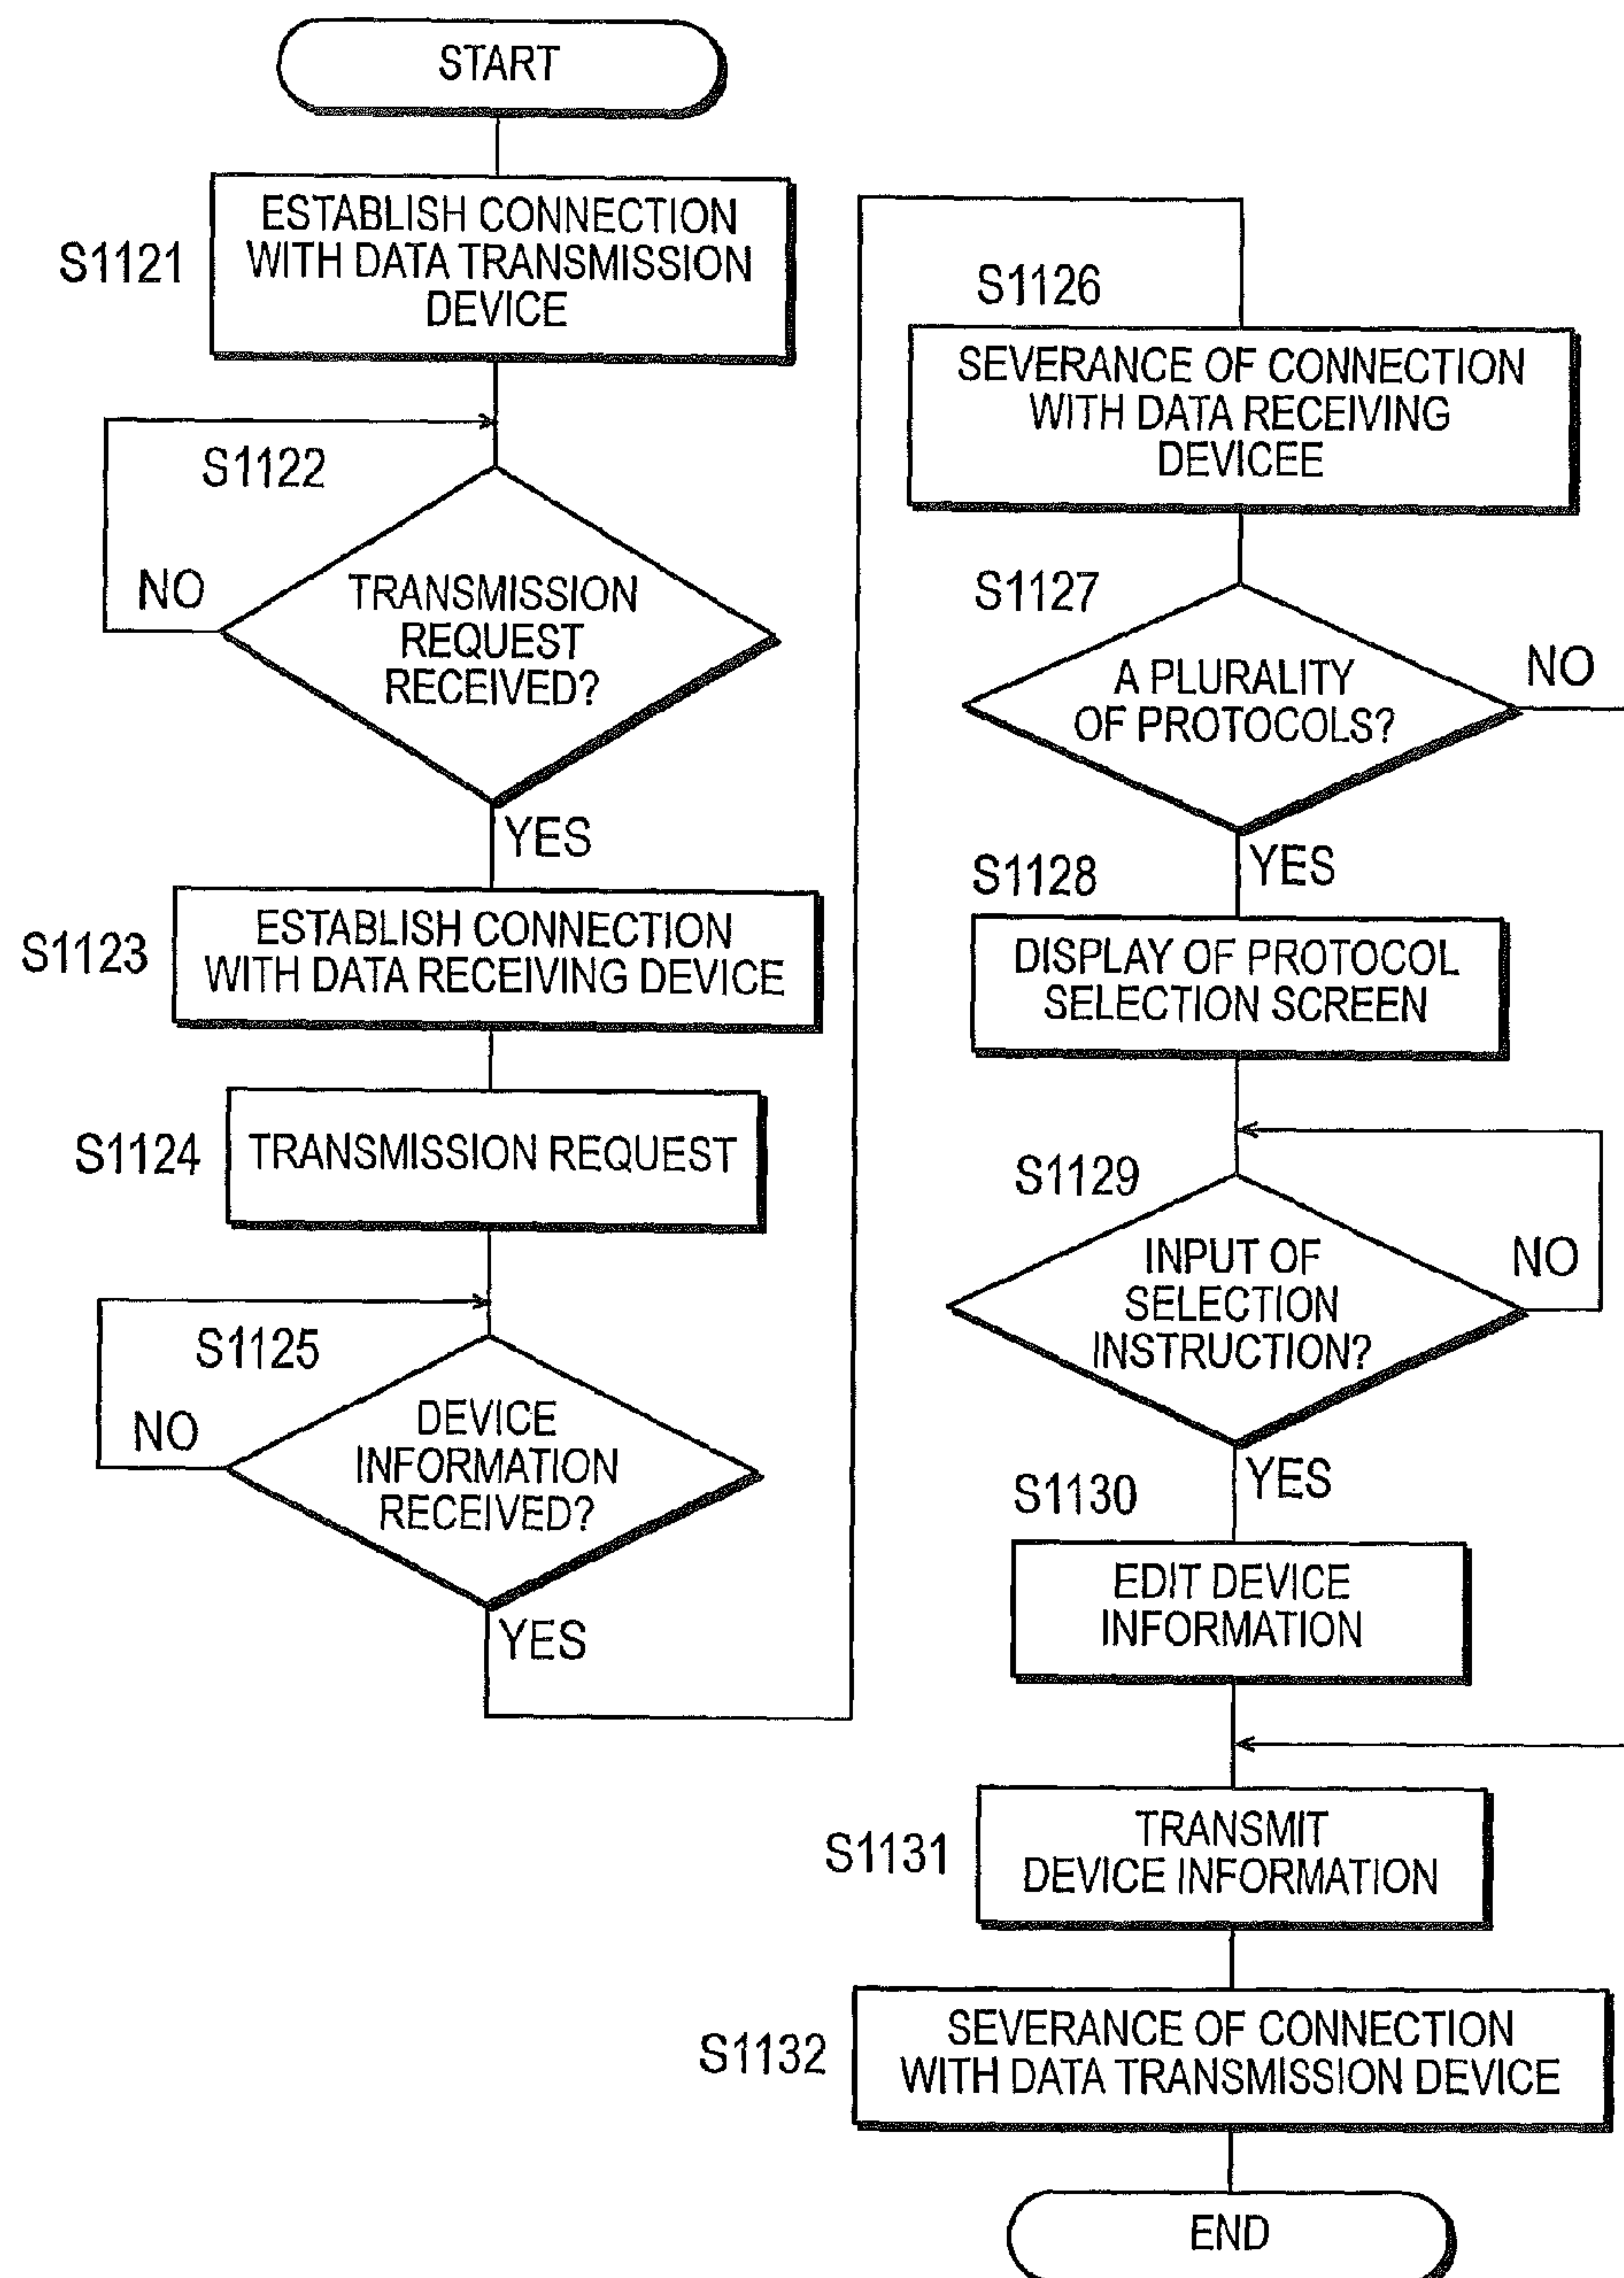 START
S1121
ESTABLISH CONNECTION
WITH DATA TRANSMISSION
DEVICE
S1122
NO
TRANSMISSION
REQUEST
RECEIVED?
YES
S1123
ESTABLISH CONNECTION
WITH DATA RECEIVING DEVICE
S1124
TRANSMISSION REQUEST
S1125
NO
DEVICE
INFORMATION
RECEIVED?
YES
S1126
SEVERANCE OF CONNECTION
WITH DATA RECEIVING
DEVICEE
S1127
A PLURALITY
OF PROTOCOLS?
NO
YES
S1128
DISPLAY OF PROTOCOL
SELECTION SCREEN
S1129
INPUT OF
SELECTION
INSTRUCTION?
NO
YES
S1130
EDIT DEVICE
INFORMATION
S1131
TRANSMIT
DEVICE INFORMATION
S1132
SEVERANCE OF CONNECTION
WITH DATA TRANSMISSION DEVICE
END